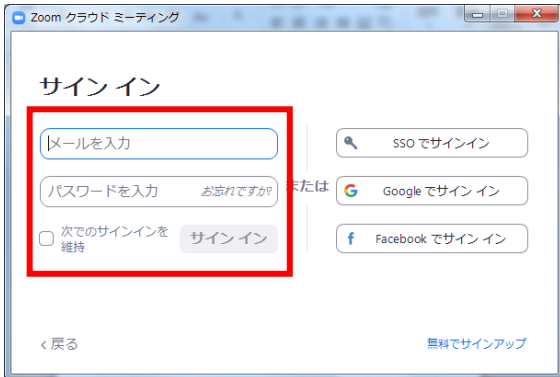 Zoom クラウド ミーティング
サイン イン
メールを入力
パスワードを入力 お忘れですか?
次でのサインインを
維持
サイン イン
または
SSO でサインイン
Google でサイン イン
Facebook でサイン イン
戻る
無料でサインアップ